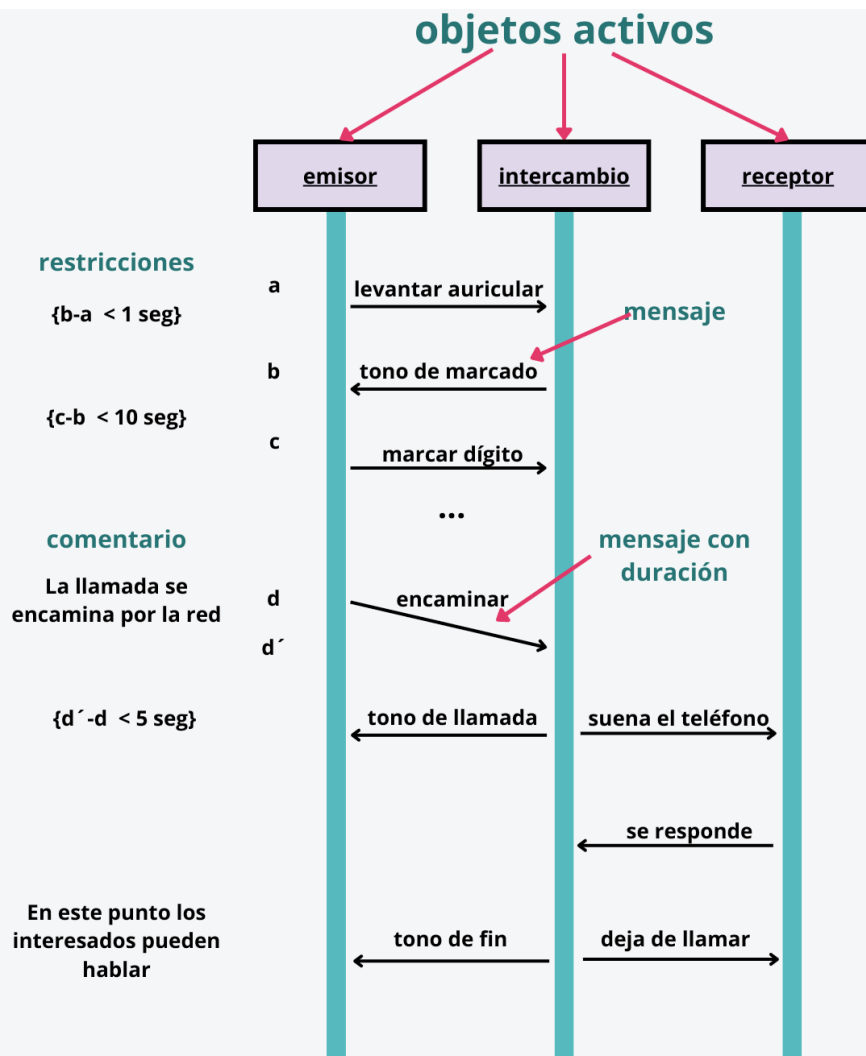 objetos activos
emisor
intercambio
receptor
restricciones
a
levantar auricular
{b-a < 1 seg}
mensaje
b
tono de marcado
{c-b < 10 seg}
c
marcar dígito
...
comentario
mensaje con
duración
La llamada se
encamina por la red
d
encaminar
d´
{d´-d < 5 seg}
tono de llamada
suena el teléfono
se responde
En este punto los
interesados pueden
hablar
tono de fin
deja de llamar